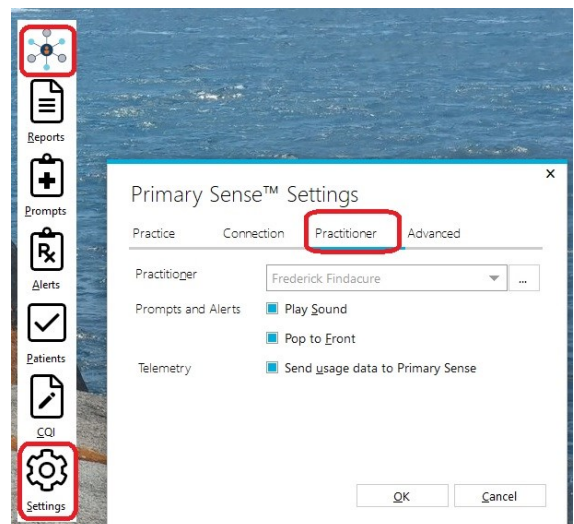 Reports
Prompts
Alerts
Patients
CQI
Settings
x
Primary Sense™ Settings
Practice Connection Practitioner Advanced
Practitioner Frederick Findacure ...
Prompts and Alerts Play Sound
Pop to Front
Telemetry Send usage data to Primary Sense
OK Cancel